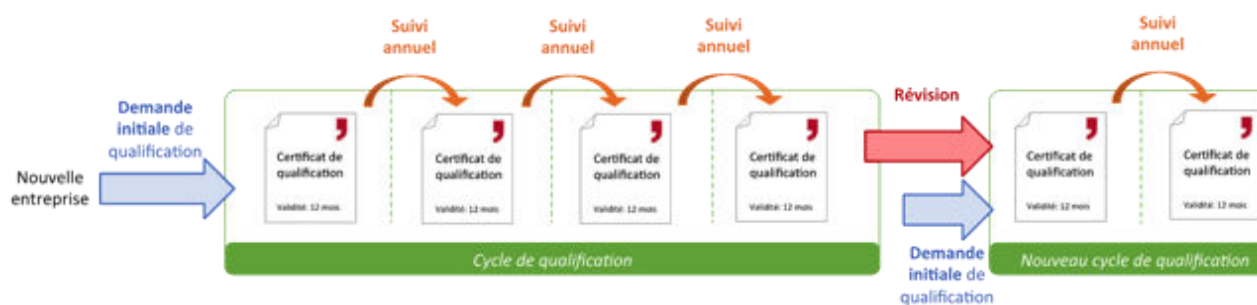 Suivi
annuel
Suivi
annuel
Suivi
annuel
Suivi
annuel
Demande
initiale de
qualification
Nouvelle
entreprise
Certificat de
qualification
Validité: 12 mois
Certificat de
qualification
Validité: 12 mois
Certificat de
qualification
Validité: 12 mois
Certificat de
qualification
Validité: 12 mois
Cycle de qualification
Révision
Demande
initiale de
qualification
Certificat de
qualification
Validité: 12 mois
Certificat de
qualification
Validité: 12 mois
Nouveau cycle de qualification